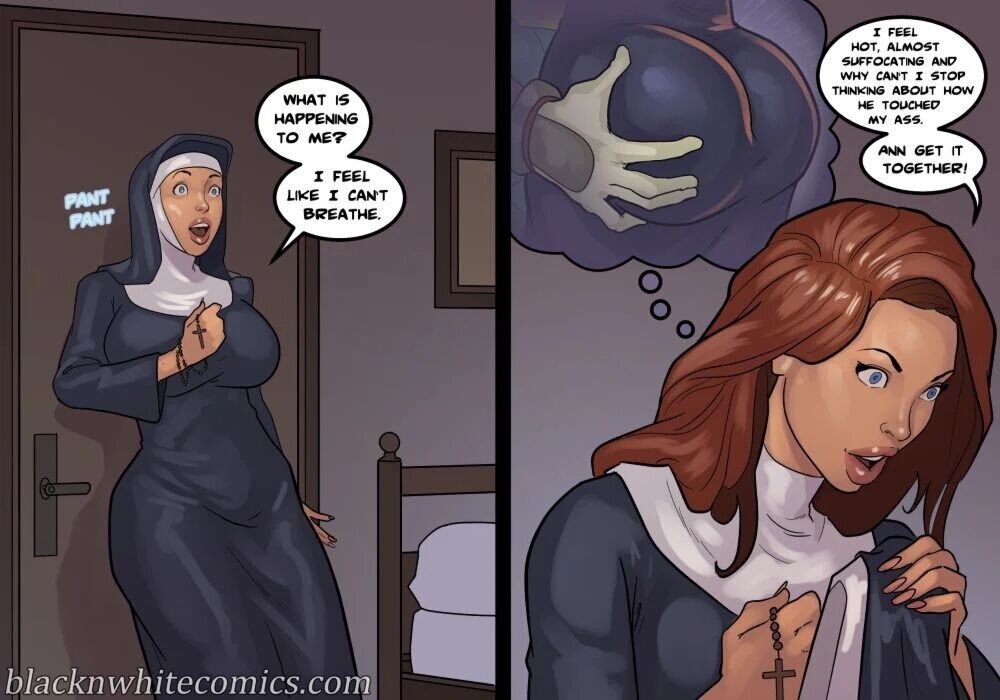 PANT
PANT
WHAT IS
HAPPENING
TO ME?
I FEEL
LIKE I CAN'T
BREATHE.
I FEEL
HOT, ALMOST
SUFFOCATING AND
WHY CAN'T I STOP
THINKING ABOUT HOW
HE TOUCHED
MY ASS.
ANN GET IT
TOGETHER!
blacknwhitecomics.com